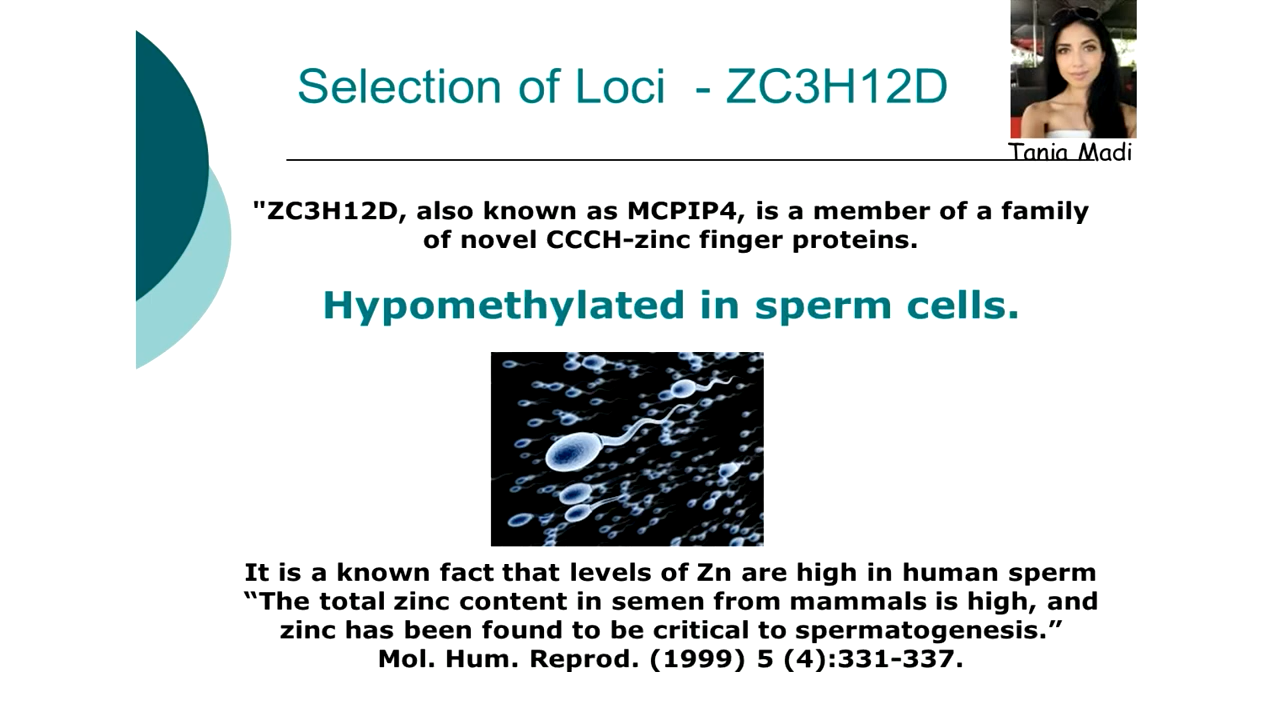 Selection of Loci - ZC3H12D
Tania Madi
"ZC3H12D, also known as MCPIP4, is a member of a family
of novel CCCH-zinc finger proteins.
Hypomethylated in sperm cells.
It is a known fact that levels of Zn are high in human sperm
“The total zinc content in semen from mammals is high, and
zinc has been found to be critical to spermatogenesis.”
Mol. Hum. Reprod. (1999) 5 (4):331-337.